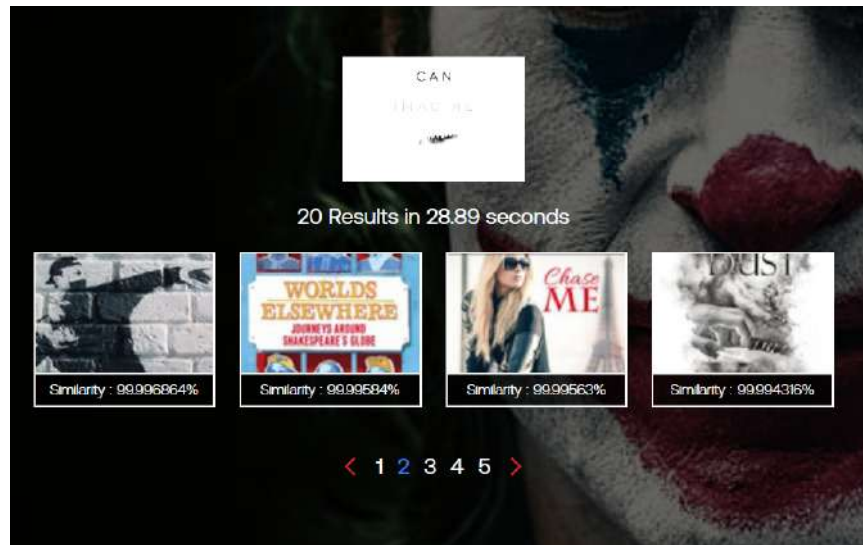 CAN
20 Results in 28.89 seconds
WORLDS
ELSEWHERE
JOURNEYS AROUND
SHAKESPEARE'S GLOBE
Chase
ME
DUST
Similarity : 99.996864%
Similarity : 99.99584%
Similarity : 99.99563%
Similarity : 99.994316%
< 1 2 3 4 5 >